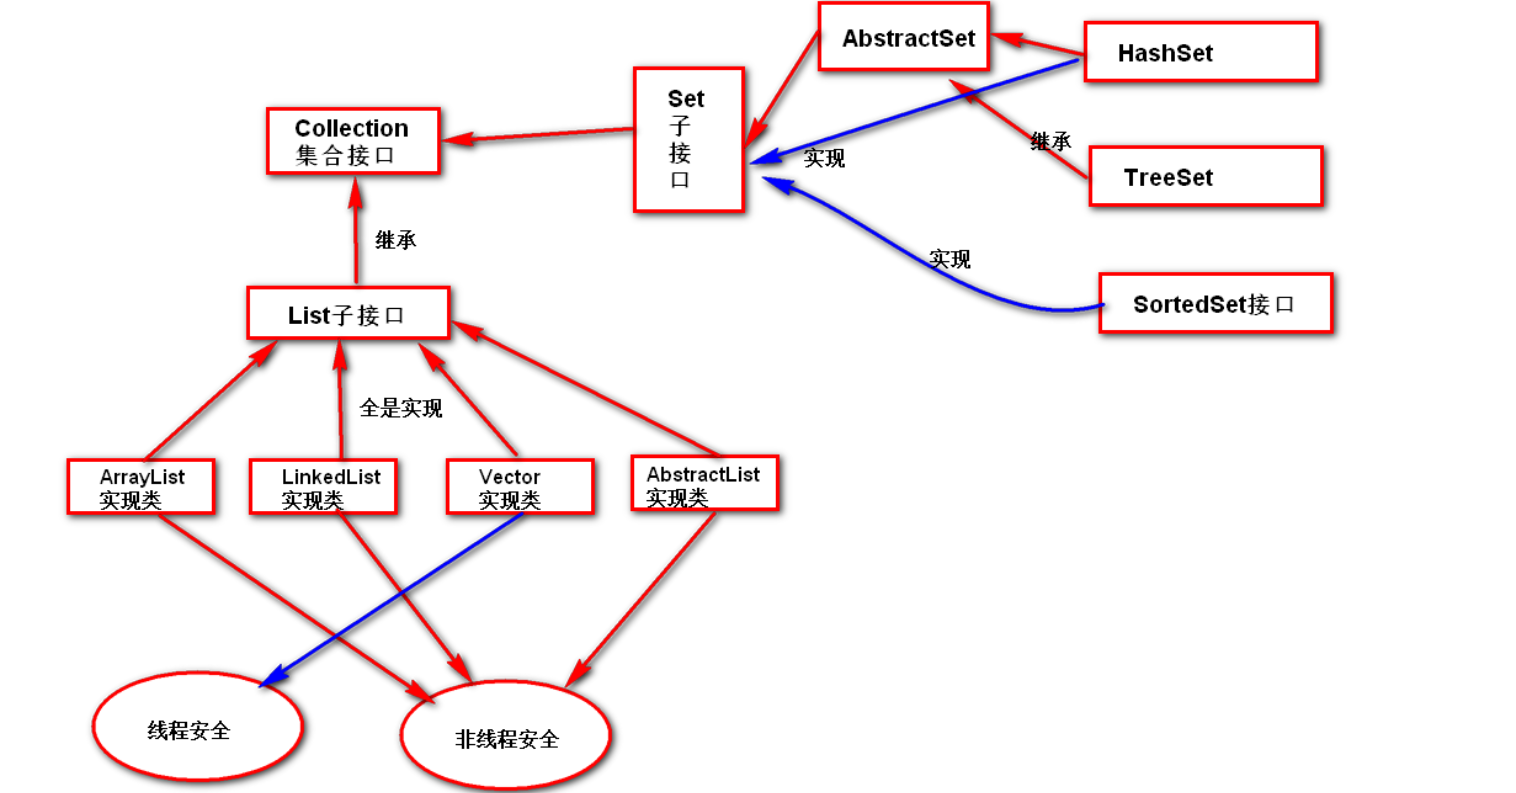 AbstractSet
HashSet
Set
子
接
口
Collection
集合接口
实现
继承
TreeSet
继承
实现
List子接口
SortedSet接口
全是实现
ArrayList
实现类
LinkedList
实现类
Vector
实现类
AbstractList
实现类
线程安全
非线程安全